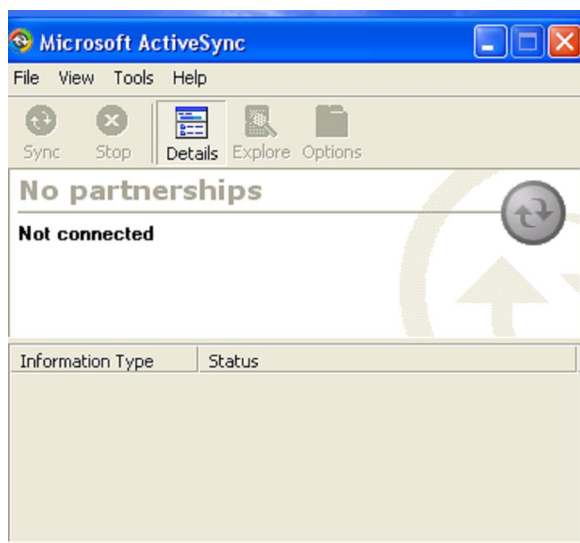 Microsoft ActiveSync
File View Tools Help
Sync Stop Details Explore Options
No partnerships
Not connected
Information Type Status